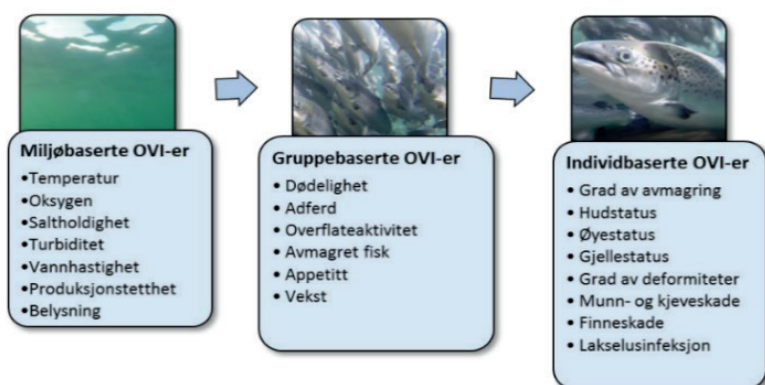 Miljøbaserte OVI-er
•Temperatur
•Oksygen
•Saltholdighet
•Turbiditet
•Vannhastighet
•Produksjonstetthet
•Belysning
Gruppebaserte OVI-er
• Dødelighet
• Adferd
• Overflateaktivitet
• Avmagret fisk
• Appetitt
• Vekst
Individbaserte OVI-er
• Grad av avmagring
• Hudstatus
• Øyestatus
• Gjellestatus
• Grad av deformiteter
• Munn- og kjeveskade
• Finneskade
• Lakselusinfeksjon